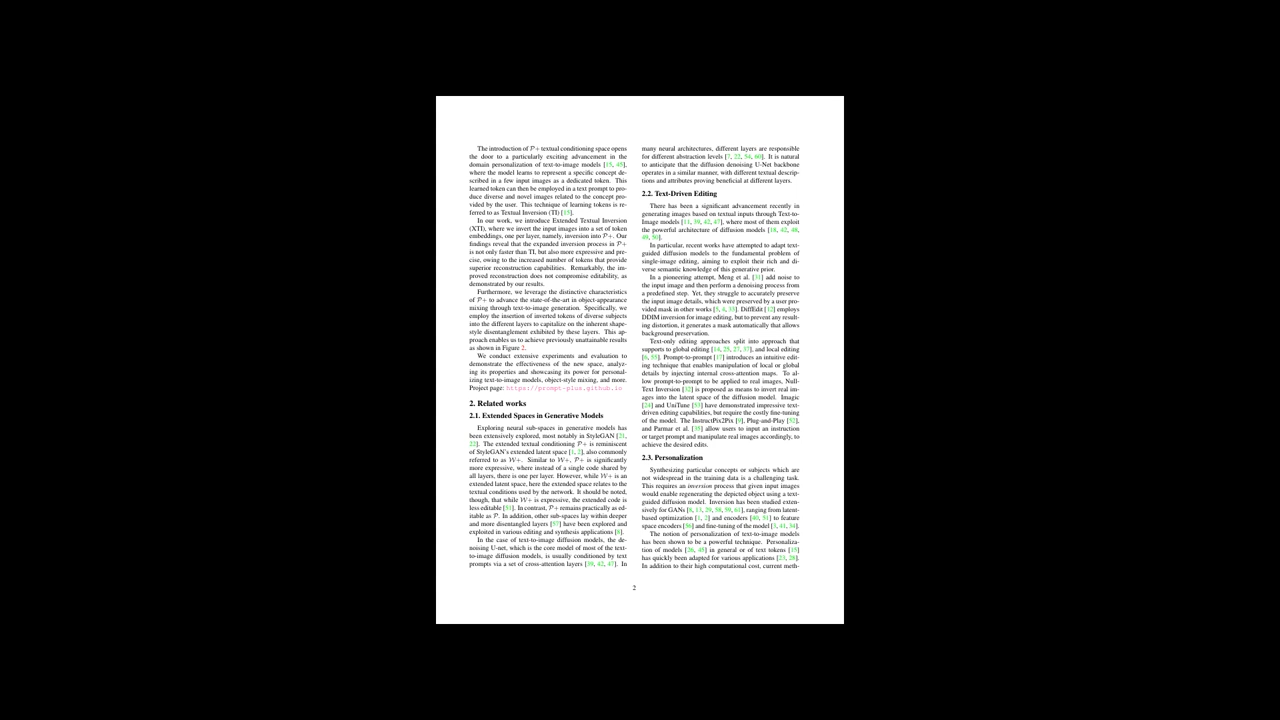 The introduction of P+ textual conditioning space opens
the door to a particularly exciting advancement in the
domain personalization of text-to-image models [15, 45],
where the model learns to represent a specific concept de-
scribed in a few input images as a dedicated token. This
learned token can then be employed in a text prompt to pro-
duce diverse and novel images related to the concept pro-
vided by the user. This technique of learning tokens is re-
ferred to as Textual Inversion (TI) [15].
In our work, we introduce Extended Textual Inversion
(XTI), where we invert the input images into a set of token
embeddings, one per layer, namely, inversion into P+. Our
findings reveal that the expanded inversion process in P+
is not only faster than TI, but also more expressive and pre-
cise, owing to the increased number of tokens that provide
superior reconstruction capabilities. Remarkably, the im-
proved reconstruction does not compromise editability, as
demonstrated by our results.
Furthermore, we leverage the distinctive characteristics
of P+ to advance the state-of-the-art in object-appearance
mixing through text-to-image generation. Specifically, we
employ the insertion of inverted tokens of diverse subjects
into the different layers to capitalize on the inherent shape-
style disentanglement exhibited by these layers. This ap-
proach enables us to achieve previously unattainable results
as shown in Figure 2.
We conduct extensive experiments and evaluation to
demonstrate the effectiveness of the new space, analyz-
ing its properties and showcasing its power for personal-
izing text-to-image models, object-style mixing, and more.
Project page: https://prompt-plus.github.io
2. Related works
2.1. Extended Spaces in Generative Models
Exploring neural sub-spaces in generative models has
been extensively explored, most notably in StyleGAN [21,
22]. The extended textual conditioning P+ is reminiscent
of StyleGAN's extended latent space [1, 2], also commonly
referred to as W+. Similar to W+, P+ is significantly
more expressive, where instead of a single code shared by
all layers, there is one per layer. However, while W+ is an
extended latent space, here the extended space relates to the
textual conditions used by the network. It should be noted,
though, that while W+ is expressive, the extended code is
less editable [51]. In contrast, P+ remains practically as ed-
itable as P. In addition, other sub-spaces lay within deeper
and more disentangled layers [57] have been explored and
exploited in various editing and synthesis applications [8].
In the case of text-to-image diffusion models, the de-
noising U-net, which is the core model of most of the text-
to-image diffusion models, is usually conditioned by text
prompts via a set of cross-attention layers [39, 42, 47]. In
many neural architectures, different layers are responsible
for different abstraction levels [7, 22, 54, 60]. It is natural
to anticipate that the diffusion denoising U-Net backbone
operates in a similar manner, with different textual descrip-
tions and attributes proving beneficial at different layers.
2.2. Text-Driven Editing
There has been a significant advancement recently in
generating images based on textual inputs through Text-to-
Image models [11, 39, 42, 47], where most of them exploit
the powerful architecture of diffusion models [18, 42, 48,
49, 50].
In particular, recent works have attempted to adapt text-
guided diffusion models to the fundamental problem of
single-image editing, aiming to exploit their rich and di-
verse semantic knowledge of this generative prior.
In a pioneering attempt, Meng et al. [31] add noise to
the input image and then perform a denoising process from
a predefined step. Yet, they struggle to accurately preserve
the input image details, which were preserved by a user pro-
vided mask in other works [5, 4, 33]. DiffEdit [12] employs
DDIM inversion for image editing, but to prevent any result-
ing distortion, it generates a mask automatically that allows
background preservation.
Text-only editing approaches split into approach that
supports to global editing [14, 25, 27, 37], and local editing
[6, 55]. Prompt-to-prompt [17] introduces an intuitive edit-
ing technique that enables manipulation of local or global
details by injecting internal cross-attention maps. To al-
low prompt-to-prompt to be applied to real images, Null-
Text Inversion [32] is proposed as means to invert real im-
ages into the latent space of the diffusion model. Imagic
[24] and UniTune [53] have demonstrated impressive text-
driven editing capabilities, but require the costly fine-tuning
of the model. The InstructPix2Pix [9], Plug-and-Play [52],
and Parmar et al. [35] allow users to input an instruction
or target prompt and manipulate real images accordingly, to
achieve the desired edits.
2.3. Personalization
Synthesizing particular concepts or subjects which are
not widespread in the training data is a challenging task.
This requires an inversion process that given input images
would enable regenerating the depicted object using a text-
guided diffusion model. Inversion has been studied exten-
sively for GANs [8, 13, 29, 58, 59, 61], ranging from latent-
based optimization [1, 2] and encoders [40, 51] to feature
space encoders [56] and fine-tuning of the model [3, 41, 34].
The notion of personalization of text-to-image models
has been shown to be a powerful technique. Personaliza-
tion of models [26, 45] in general or of text tokens [15]
has quickly been adapted for various applications [23, 28].
In addition to their high computational cost, current meth-
2